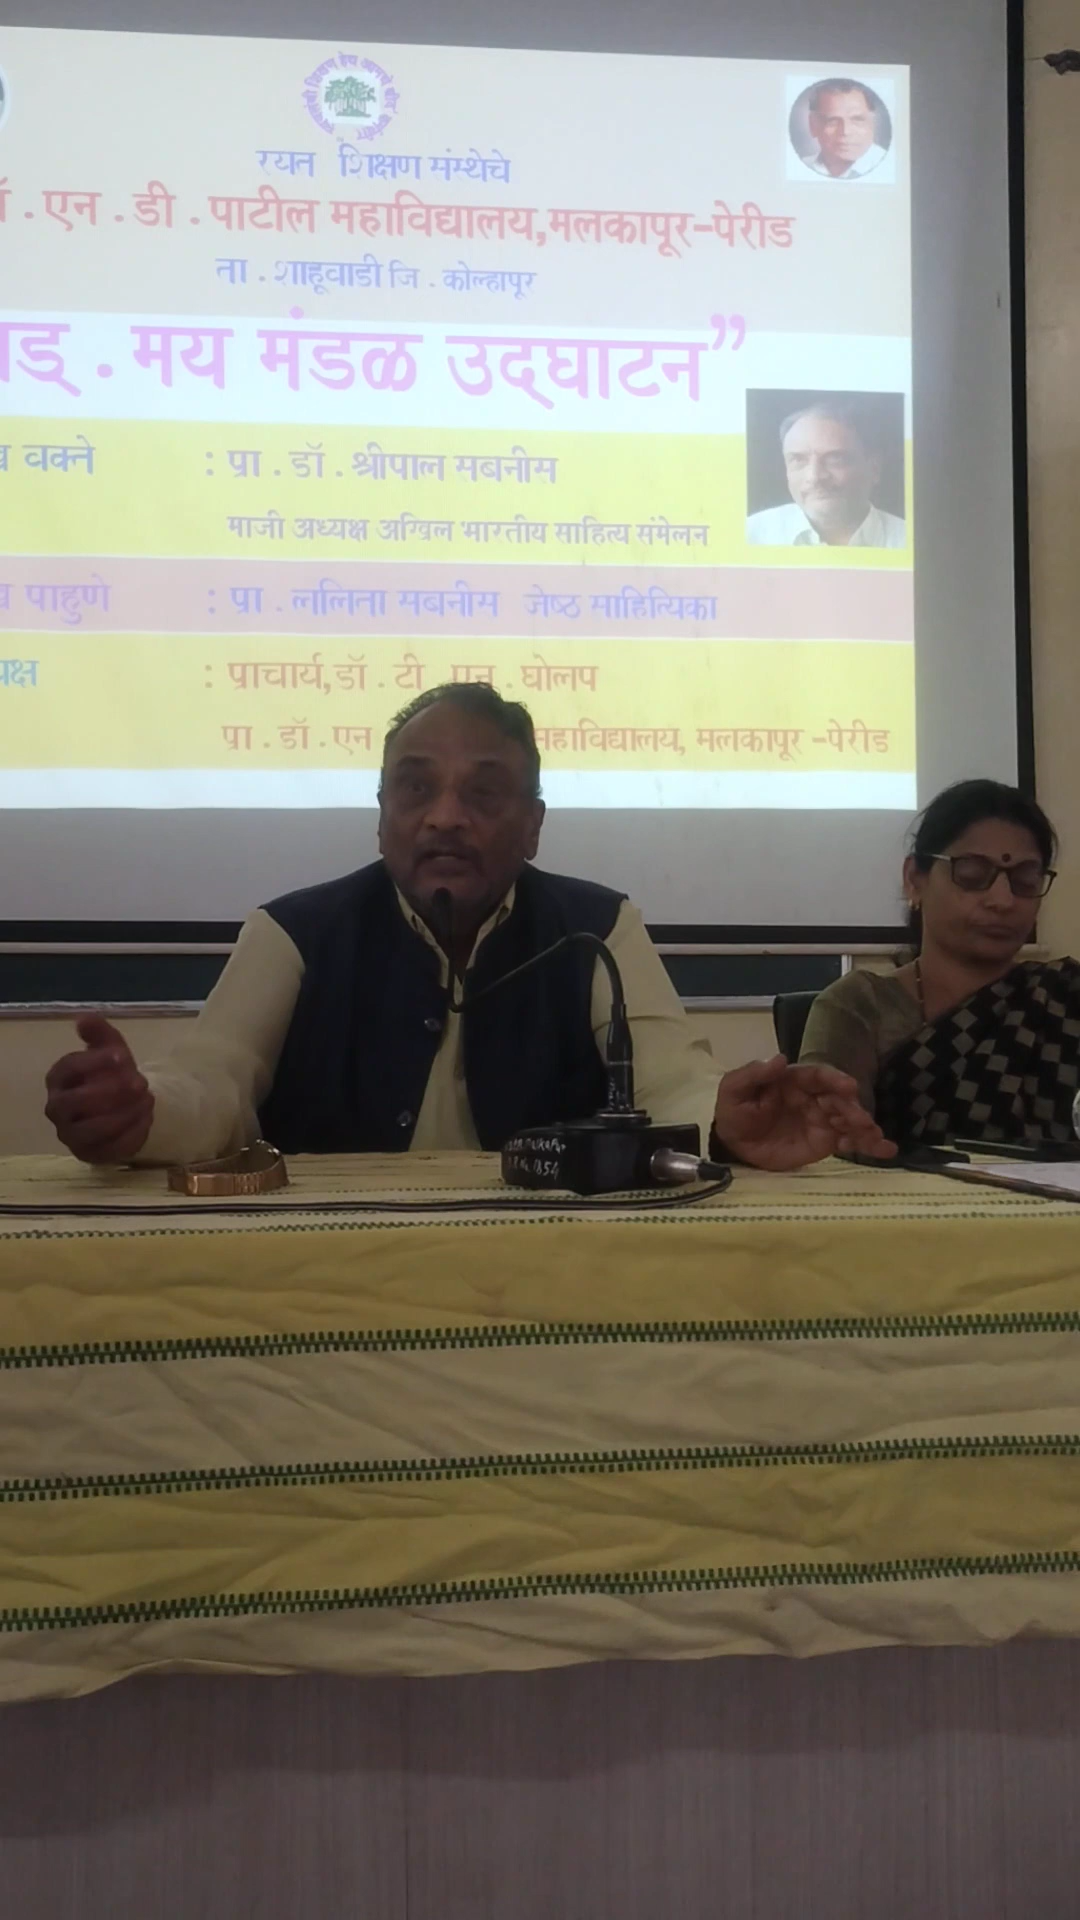 रयत शिक्षण संस्थेचे
. एन . डी . पाटील महाविद्यालय,मलकापूर-पेरीड
ता . शाहूवाडी जि . कोल्हापूर
. मय मंडळ उद्घाटन”
वक्ते : प्रा . डॉ . श्रीपाल सबनीस
माजी अध्यक्ष अखिल भारतीय साहित्य संमेलन
पाहुणे : प्रा . ललिता सबनीस जेष्ठ साहित्यिका
: प्राचार्य,डॉ . टी . एन . घोलप
प्रा . डॉ . एन महाविद्यालय, मलकापूर -पेरीड